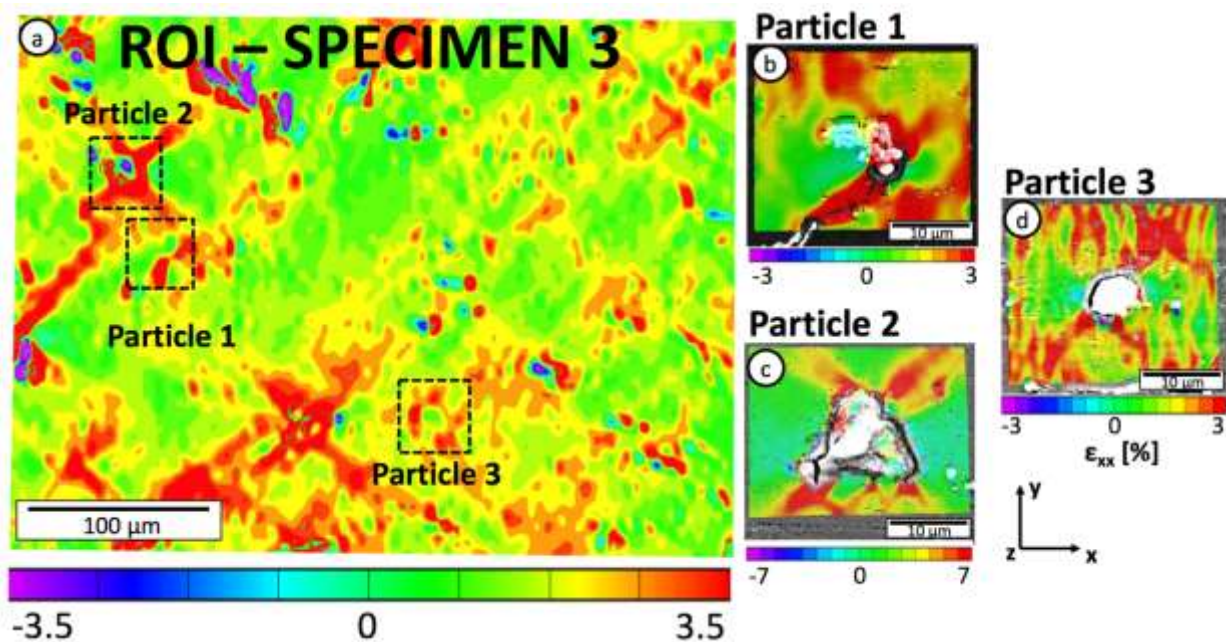 a
ROI – SPECIMEN 3
Particle 2
Particle 1
Particle 3
100 µm
-3.5 0 3.5
Particle 1
b
10 µm
-3 0 3
Particle 2
c
10 µm
-7 0 7
Particle 3
d
10 µm
-3 0 3
εxx [%]
y
z x